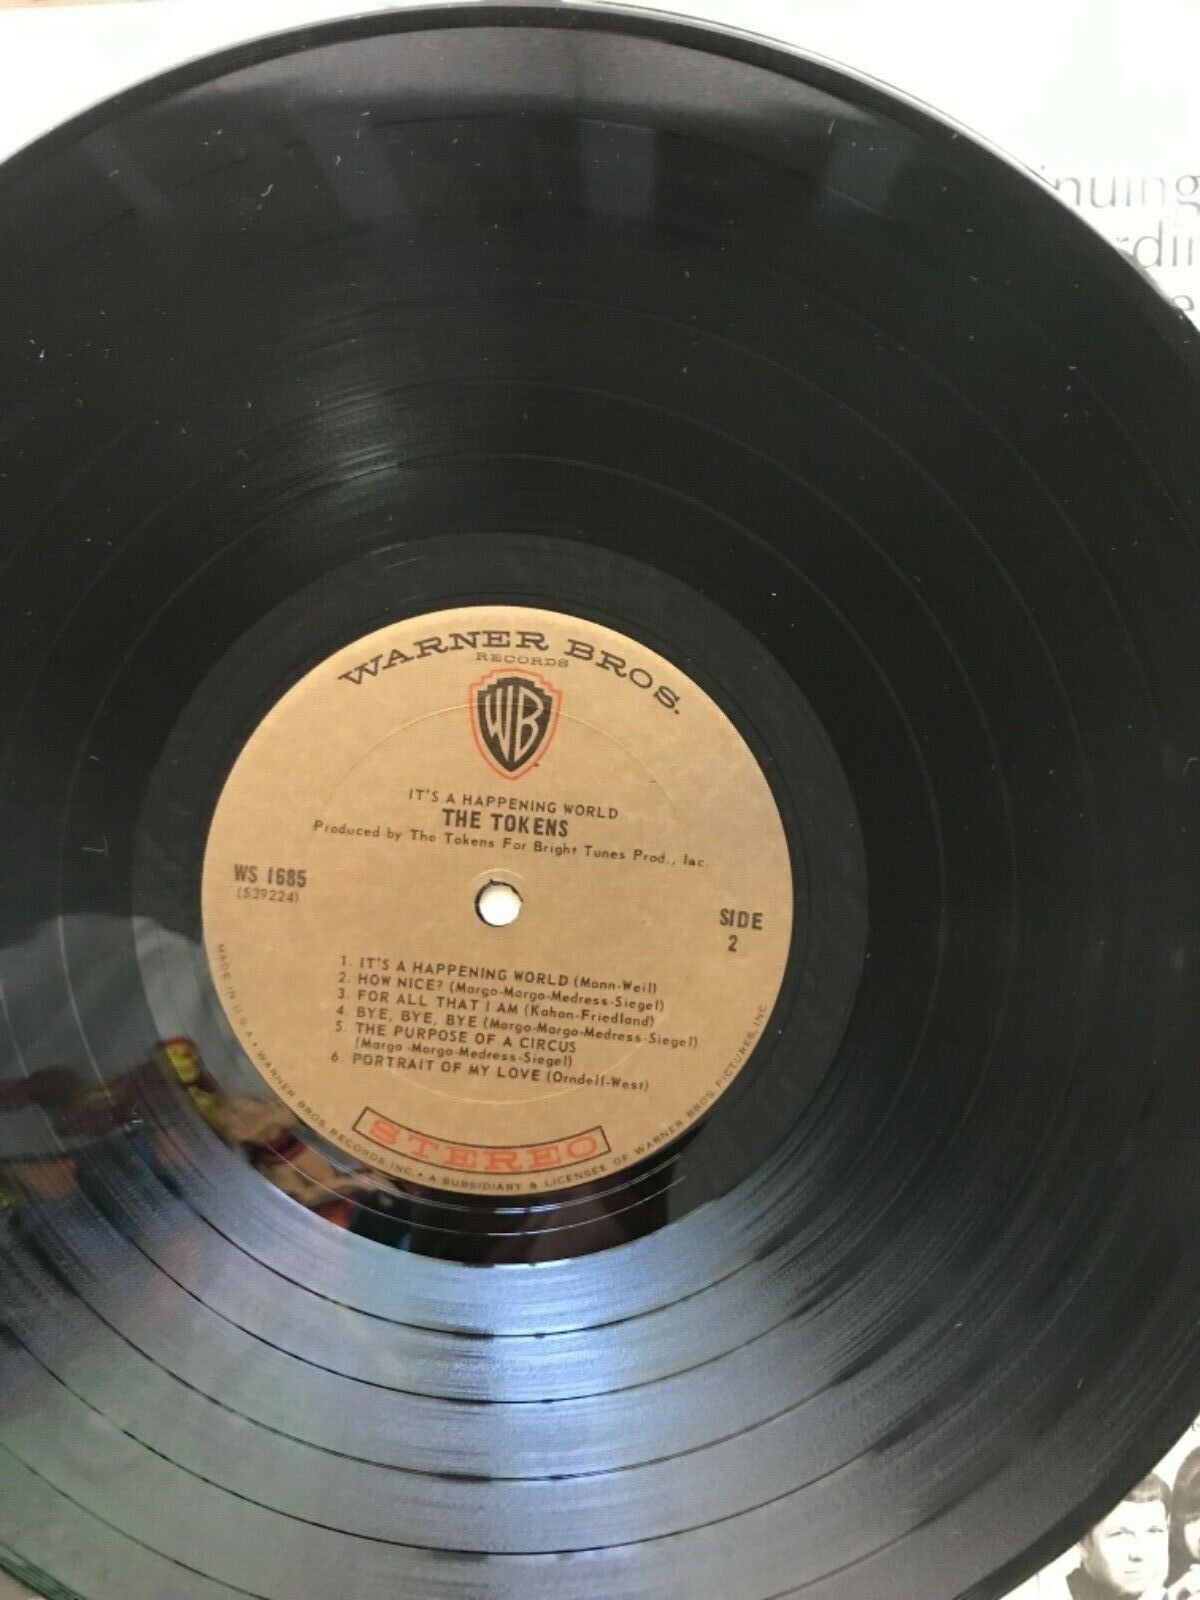 nuing
rdin
e
WARNER BROS.
RECORDS
WB
IT'S A HAPPENING WORLD
THE TOKENS
Produced by The Tokens For Bright Tunes Prod., Inc.
WS 1685
(S39224)
SIDE
2
1. IT'S A HAPPENING WORLD (Mann-Weil)
2. HOW NICE? (Margo-Margo-Medress-Siegel)
3. FOR ALL THAT I AM (Kahan-Friedland)
4. BYE, BYE, BYE (Margo-Margo-Medress-Siegel)
5. THE PURPOSE OF A CIRCUS
(Margo-Margo-Medress-Siegel)
6. PORTRAIT OF MY LOVE (Orndell-West)
STEREO
MADE IN U.S.A. • WARNER BROS. RECORDS, INC. • A SUBSIDIARY & LICENSEE OF WARNER BROS. PICTURES, INC.